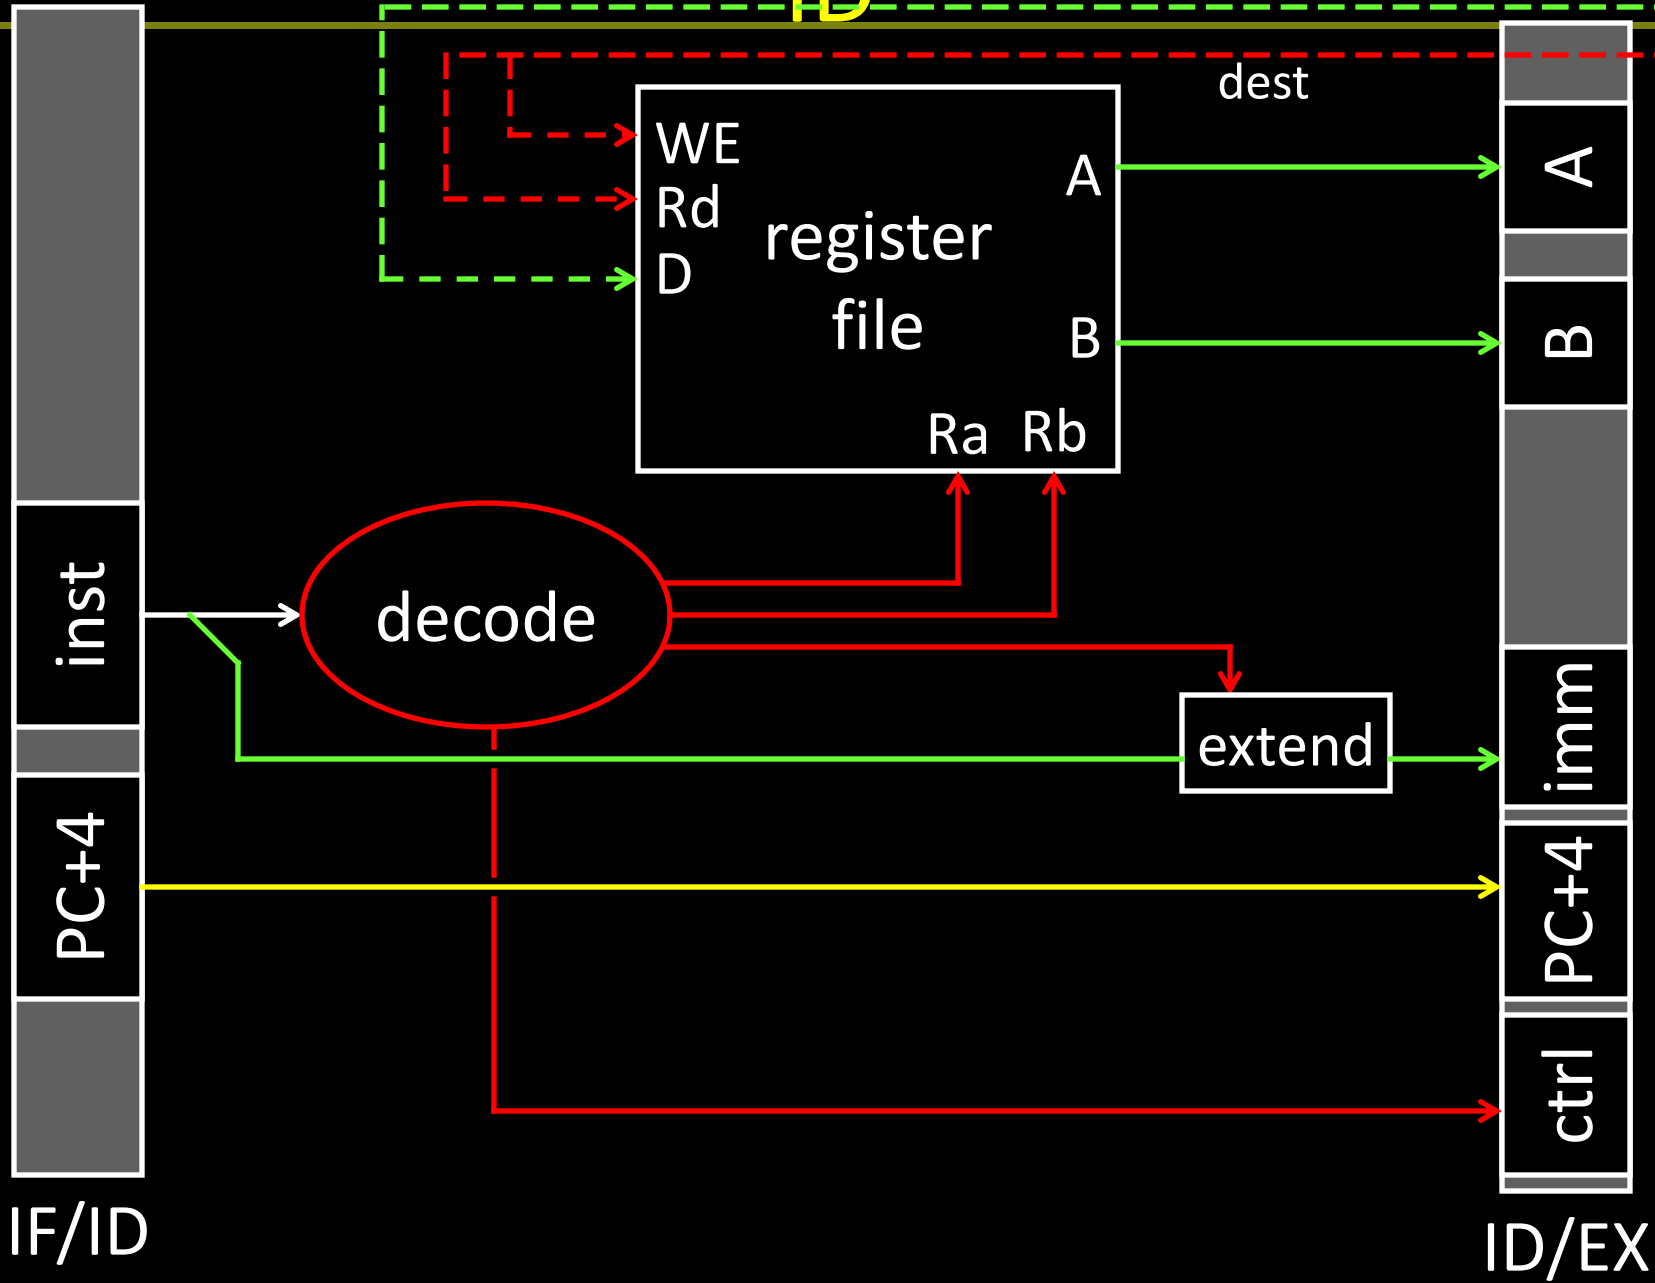 ID
dest
WE
Rd
D
register
file
A
B
Ra
Rb
A
B
inst
decode
extend
imm
PC+4
PC+4
ctrl
IF/ID
ID/EX